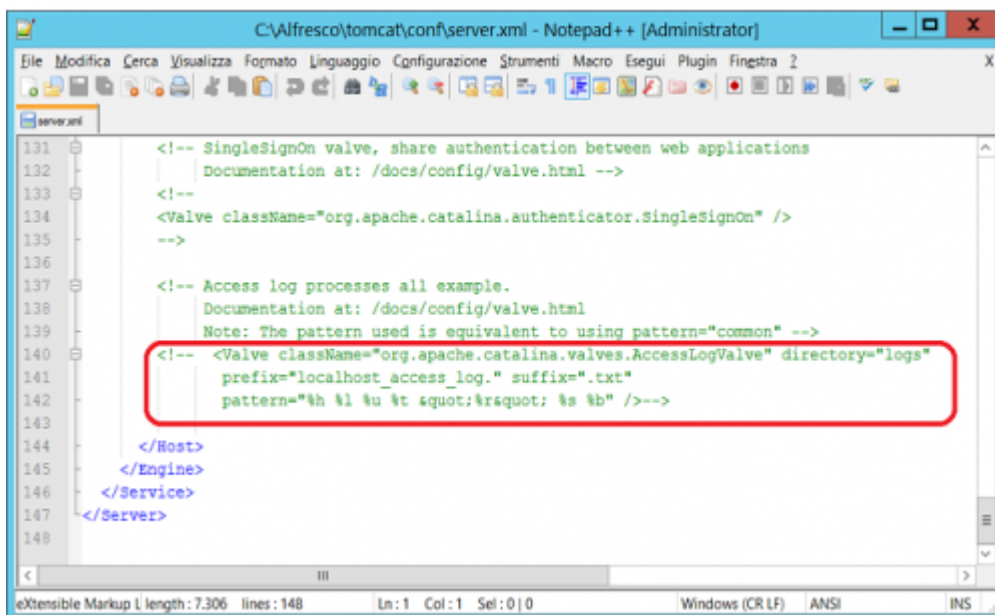 C:\Alfresco\tomcat\conf\server.xml - Notepad++ [Administrator]
File Modifica Cerca Visualizza Formato Linguaggio Configurazione Strumenti Macro Esegui Plugin Finestra ? X
server.xml
131 <!-- SingleSignOn valve, share authentication between web applications
132 Documentation at: /docs/config/valve.html -->
133 <!--
134 <Valve className="org.apache.catalina.authenticator.SingleSignOn" />
135 -->
136
137 <!-- Access log processes all example.
138 Documentation at: /docs/config/valve.html
139 Note: The pattern used is equivalent to using pattern="common" -->
140 <!-- <Valve className="org.apache.catalina.valves.AccessLogValve" directory="logs"
141 prefix="localhost_access_log." suffix=".txt"
142 pattern="%h %l %u %t &quot;%r&quot; %s %b" />-->
143
144 </Host>
145 </Engine>
146 </Service>
147 </Server>
148
eXtensible Markup L length : 7.306 lines : 148 Ln : 1 Col : 1 Sel : 0 | 0 Windows (CR LF) ANSI INS